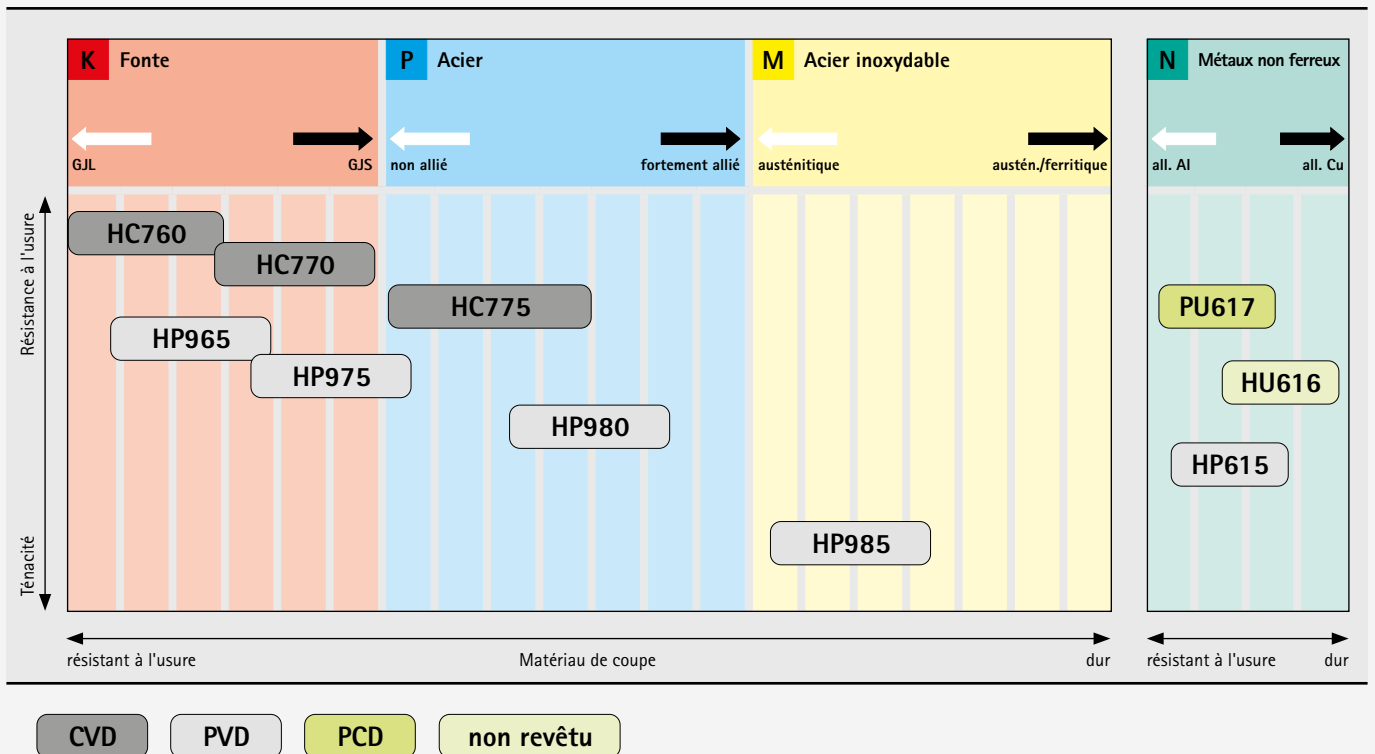 K Fonte
P Acier
M Acier inoxydable
N Métaux non ferreux
GJL
GJS
non allié
fortement allié
austénitique
austén./ferritique
all. Al
all. Cu
Résistance à l'usure
Ténacité
HC760
HC770
HC775
PU617
HP965
HP975
HU616
HP980
HP615
HP985
résistant à l'usure
Matériau de coupe
dur
résistant à l'usure
dur
CVD
PVD
PCD
non revêtu